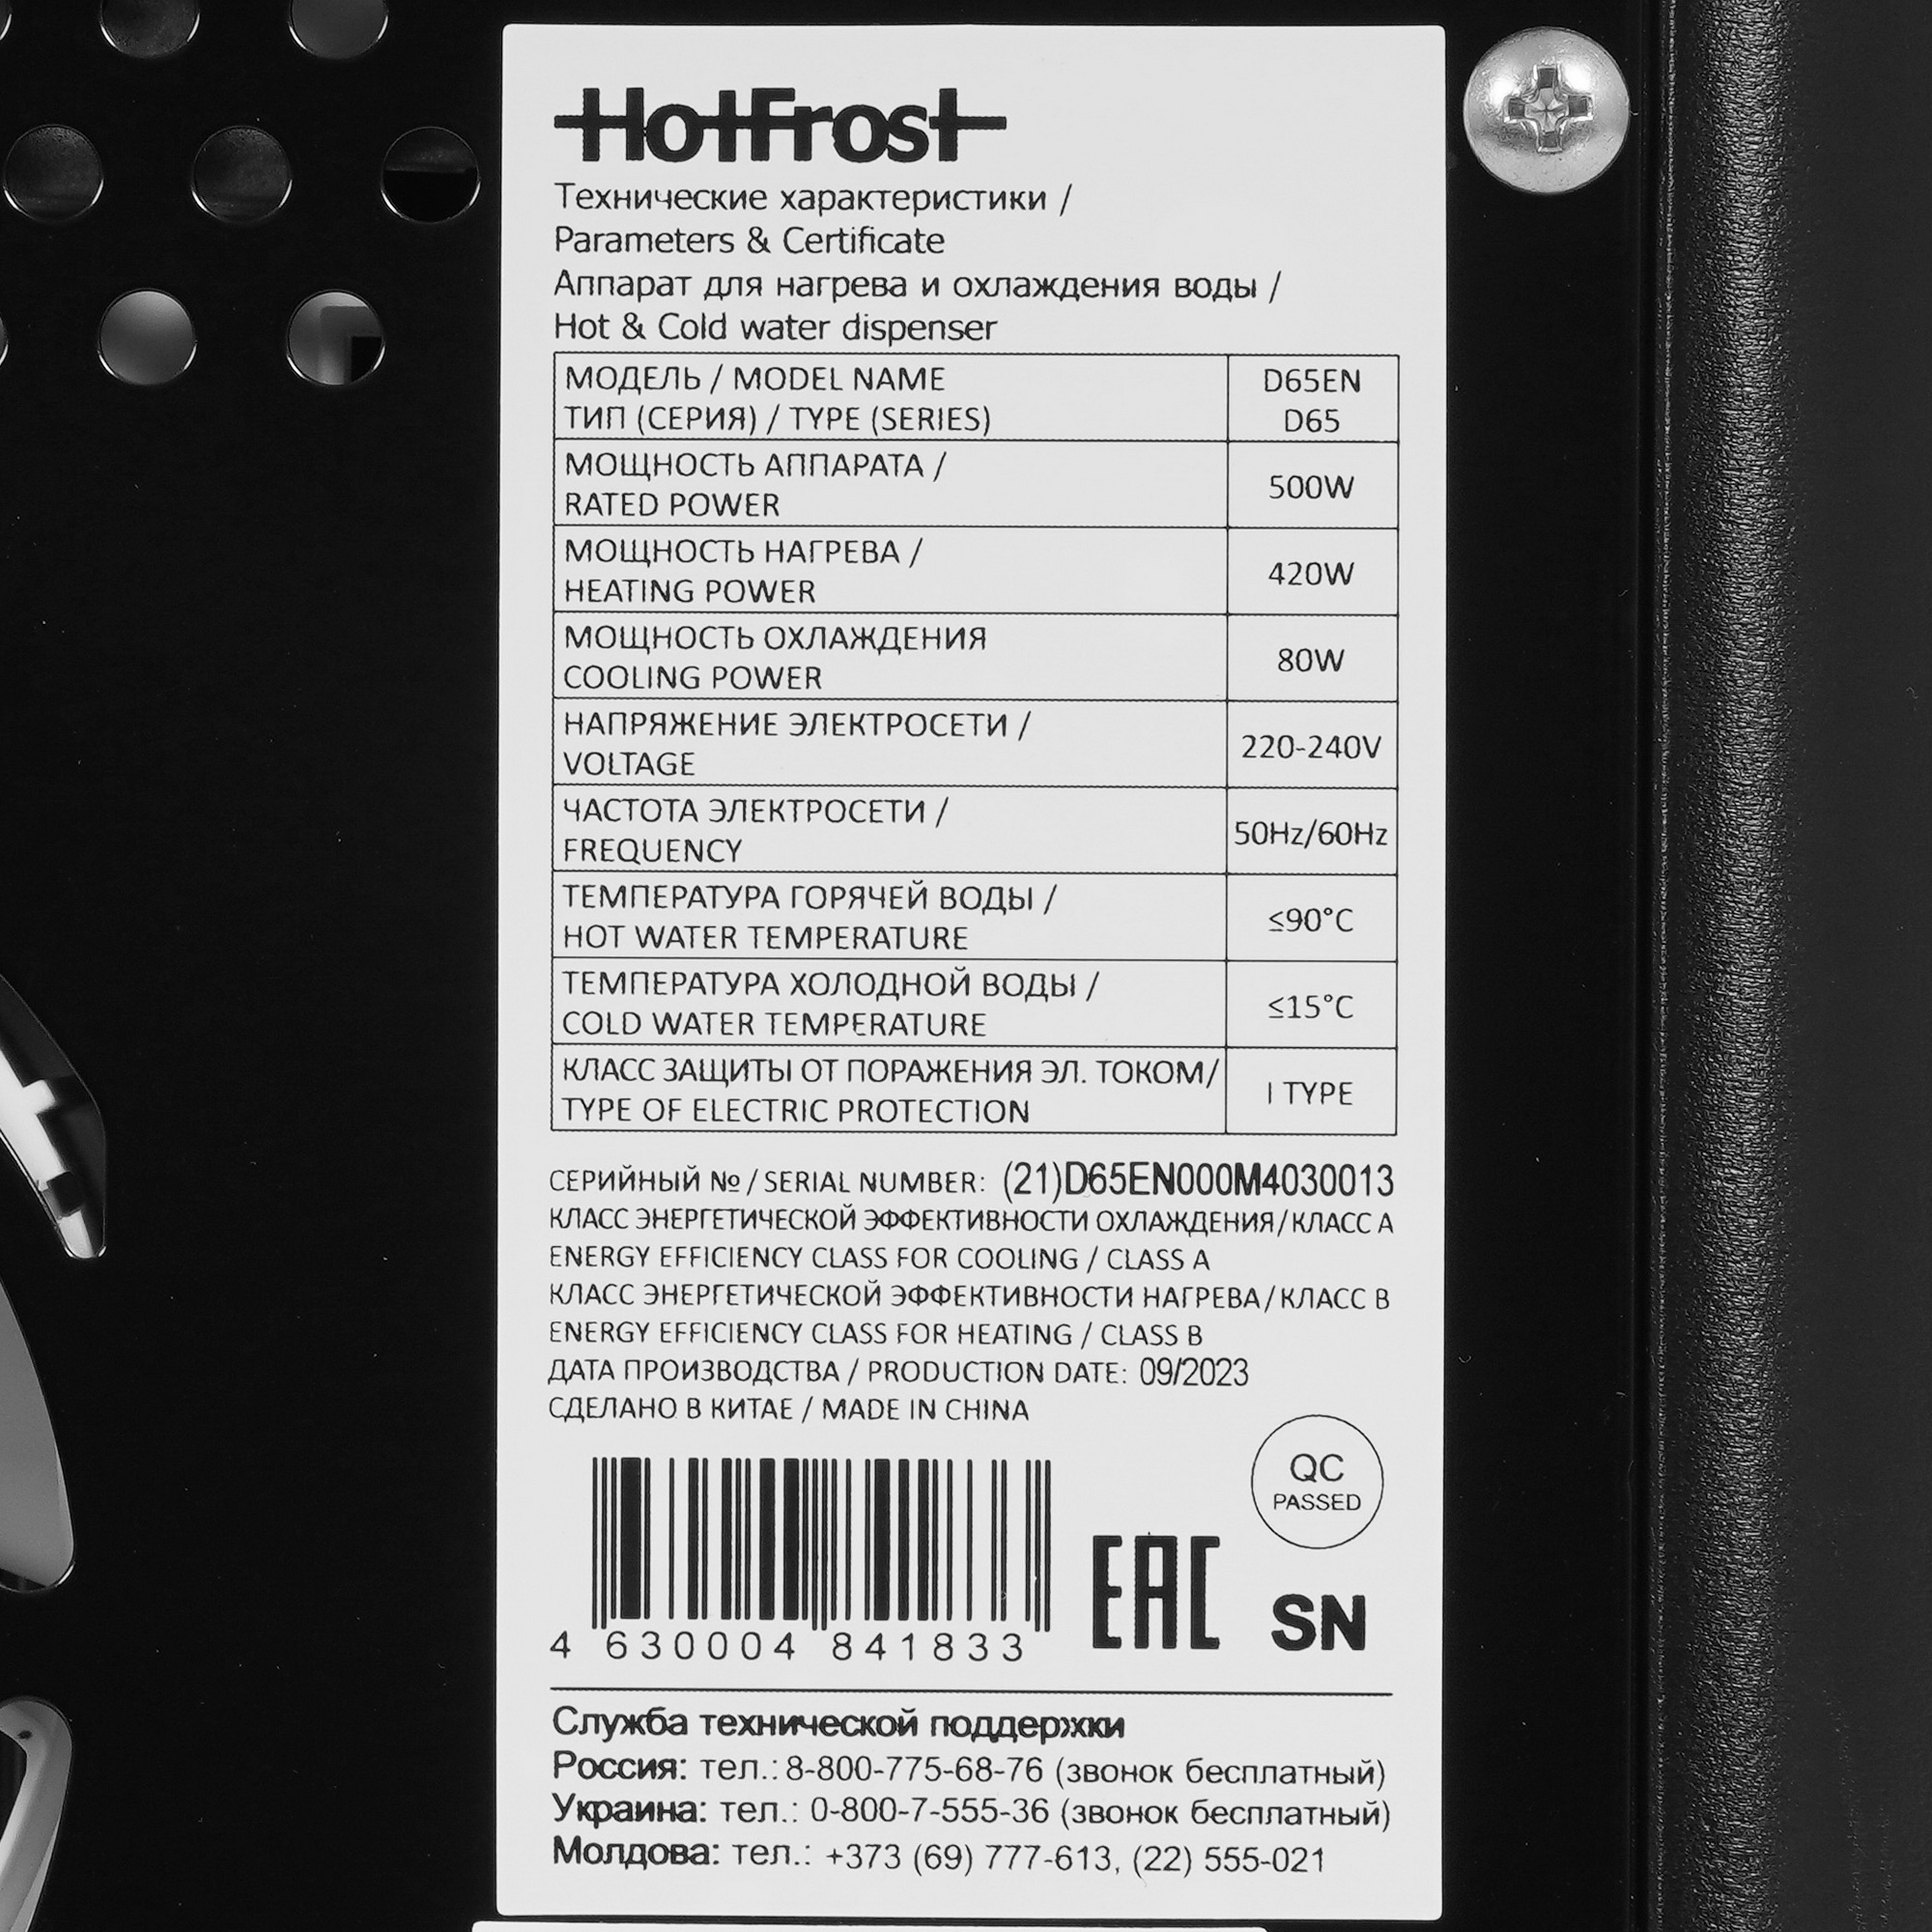 HotFrost
Технические характеристики /
Parameters & Certificate
Аппарат для нагрева и охлаждения воды /
Hot & Cold water dispenser
МОДЕЛЬ / MODEL NAME D65EN
ТИП (СЕРИЯ) / TYPE (SERIES) D65
МОЩНОСТЬ АППАРАТА /
RATED POWER 500W
МОЩНОСТЬ НАГРЕВА /
HEATING POWER 420W
МОЩНОСТЬ ОХЛАЖДЕНИЯ
COOLING POWER 80W
НАПРЯЖЕНИЕ ЭЛЕКТРОСЕТИ /
VOLTAGE 220-240V
ЧАСТОТА ЭЛЕКТРОСЕТИ /
FREQUENCY 50Hz/60Hz
ТЕМПЕРАТУРА ГОРЯЧЕЙ ВОДЫ /
HOT WATER TEMPERATURE ≤90°C
ТЕМПЕРАТУРА ХОЛОДНОЙ ВОДЫ /
COLD WATER TEMPERATURE ≤15°C
КЛАСС ЗАЩИТЫ ОТ ПОРАЖЕНИЯ ЭЛ. ТОКОМ/
TYPE OF ELECTRIC PROTECTION I TYPE
СЕРИЙНЫЙ № / SERIAL NUMBER: (21)D65EN000M4030013
КЛАСС ЭНЕРГЕТИЧЕСКОЙ ЭФФЕКТИВНОСТИ ОХЛАЖДЕНИЯ/КЛАСС А
ENERGY EFFICIENCY CLASS FOR COOLING / CLASS A
КЛАСС ЭНЕРГЕТИЧЕСКОЙ ЭФФЕКТИВНОСТИ НАГРЕВА/КЛАСС В
ENERGY EFFICIENCY CLASS FOR HEATING / CLASS B
ДАТА ПРОИЗВОДСТВА / PRODUCTION DATE: 09/2023
СДЕЛАНО В КИТАЕ / MADE IN CHINA
QC
PASSED
EAC
SN
4 630004 841833
Служба технической поддержки
Россия: тел.: 8-800-775-68-76 (звонок бесплатный)
Украина: тел.: 0-800-7-555-36 (звонок бесплатный)
Молдова: тел.: +373 (69) 777-613, (22) 555-021